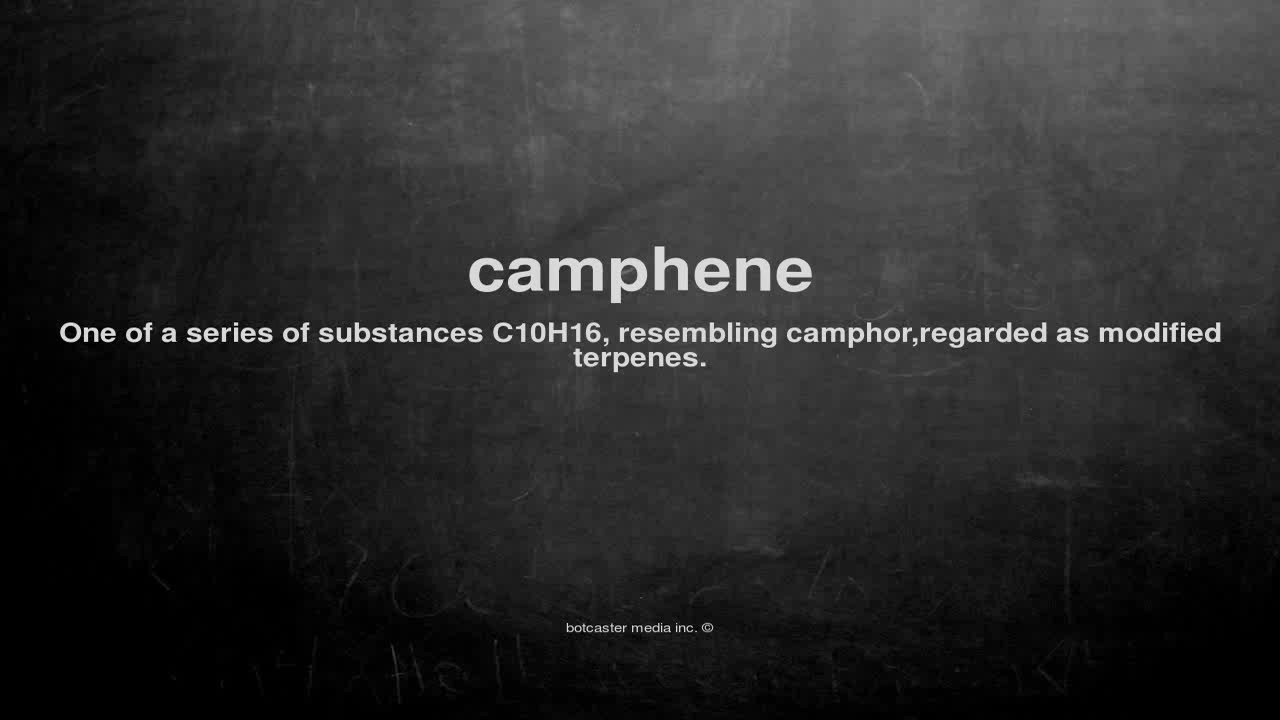 camphene
One of a series of substances C10H16, resembling camphor,regarded as modified
terpenes.
botcaster media inc. ©